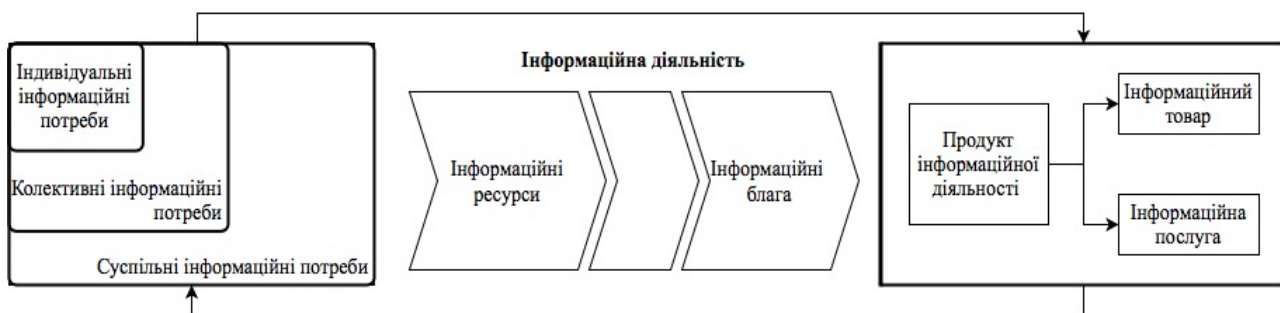 Індивідуальні
інформаційні
потреби
Колективні інформаційні
потреби
Суспільні інформаційні потреби
Інформаційна діяльність
Інформаційні
ресурси
Інформаційні
блага
Продукт
інформаційної
діяльності
Інформаційний
товар
Інформаційна
послуга